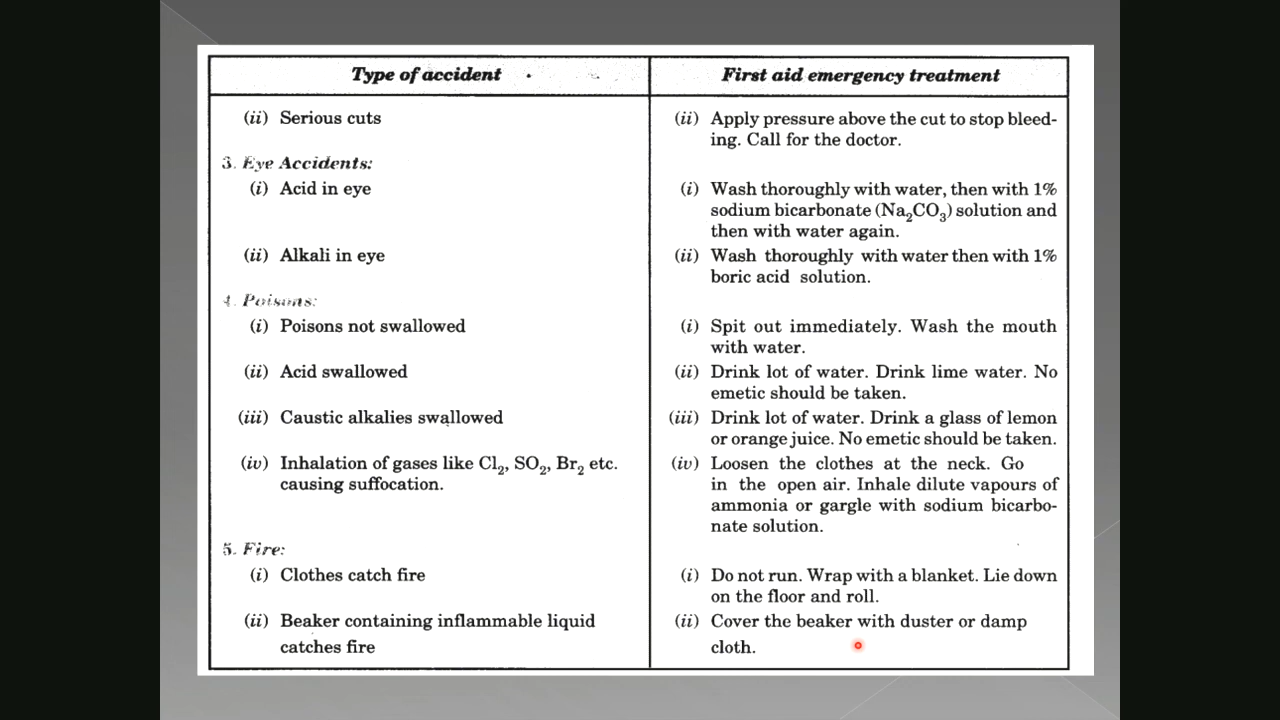 Type of accident
First aid emergency treatment
(ii) Serious cuts
(ii) Apply pressure above the cut to stop bleed-
ing. Call for the doctor.
3. Eye Accidents:
(i) Acid in eye
(i) Wash thoroughly with water, then with 1%
sodium bicarbonate (Na₂CO₃) solution and
then with water again.
(ii) Alkali in eye
(ii) Wash thoroughly with water then with 1%
boric acid solution.
4. Poisons:
(i) Poisons not swallowed
(i) Spit out immediately. Wash the mouth
with water.
(ii) Acid swallowed
(ii) Drink lot of water. Drink lime water. No
emetic should be taken.
(iii) Caustic alkalies swallowed
(iii) Drink lot of water. Drink a glass of lemon
or orange juice. No emetic should be taken.
(iv) Inhalation of gases like Cl₂, SO₂, Br₂ etc.
causing suffocation.
(iv) Loosen the clothes at the neck. Go
in the open air. Inhale dilute vapours of
ammonia or gargle with sodium bicarbo-
nate solution.
5. Fire:
(i) Clothes catch fire
(i) Do not run. Wrap with a blanket. Lie down
on the floor and roll.
(ii) Beaker containing inflammable liquid
catches fire
(ii) Cover the beaker with duster or damp
cloth.